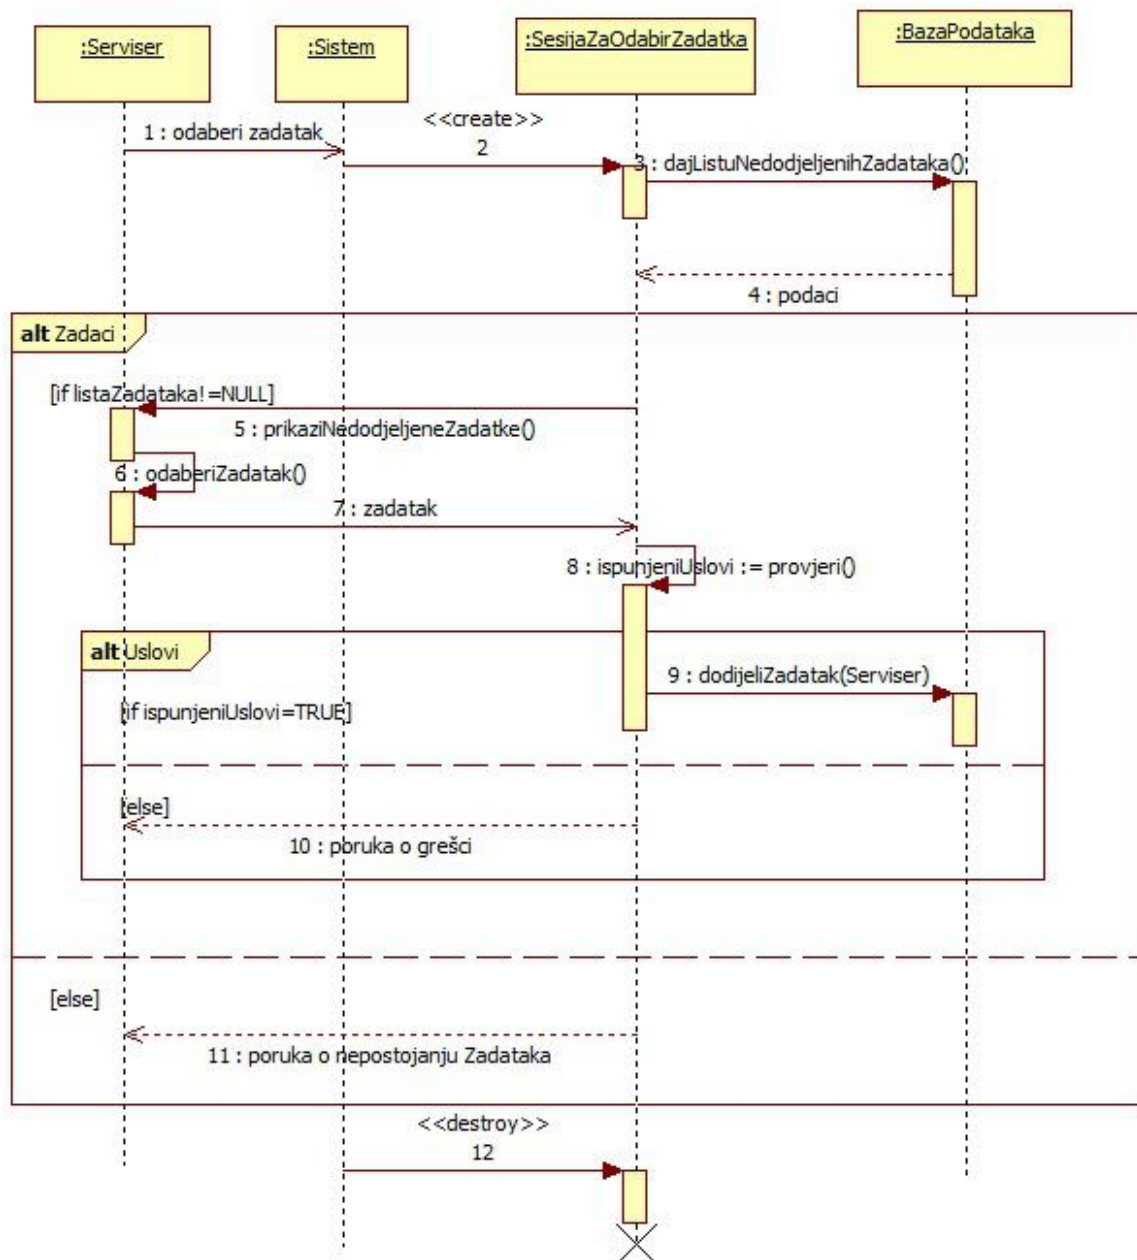 :Serviser
:Sistem
:SesijaZaOdabirZadatka
:BazaPodataka
1 : odaberi zadatak
<<create>>
2
3 : dajListuNedodjeljenihZadataka()
4 : podaci
alt Zadaci
[if listaZadataka!=NULL]
5 : prikaziNedodjeljeneZadatke()
6 : odaberiZadatak()
7 : zadatak
8 : ispunjeniUslovi := provjeri()
alt Uslovi
9 : dodijeliZadatak(Serviser)
[if ispunjeniUslovi=TRUE]
[else]
10 : poruka o grešci
[else]
11 : poruka o nepostojanju Zadataka
<<destroy>>
12